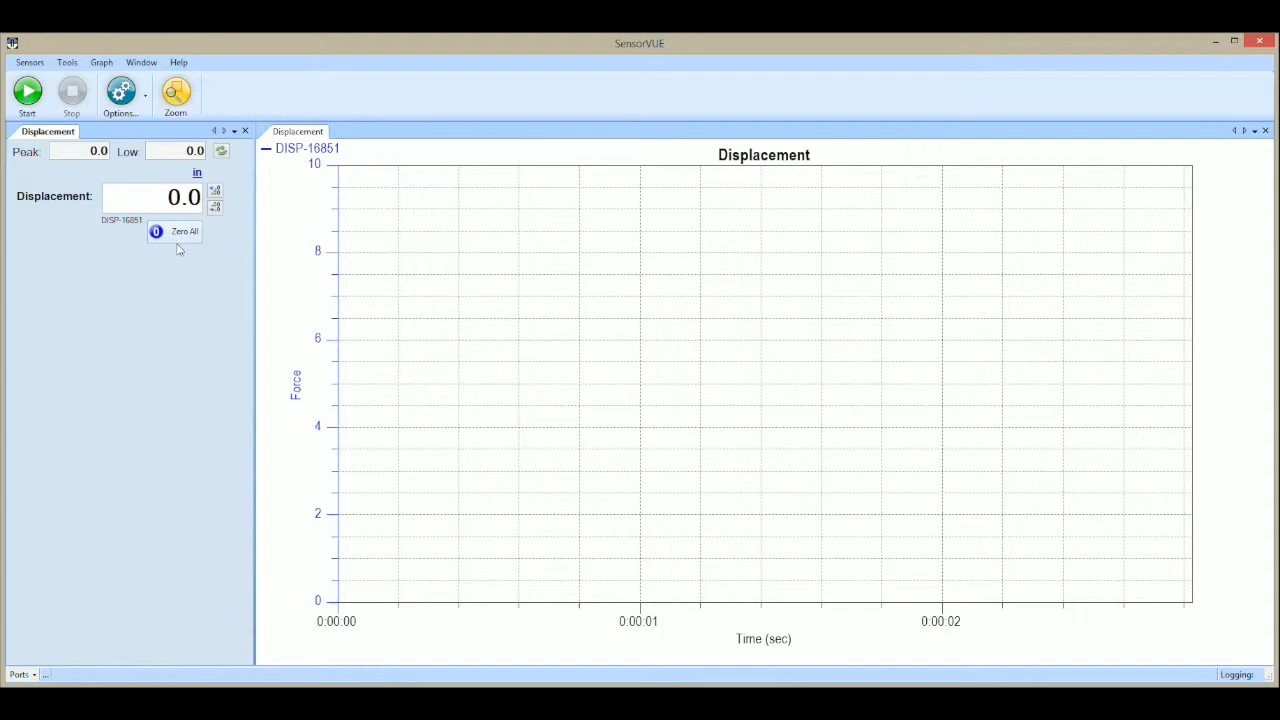 SensorVUE
Sensors Tools Graph Window Help
Start Stop Options... Zoom
Displacement
Peak: 0.0 Low 0.0
in
Displacement: 0.0
DISP-16851
0 Zero All
Displacement
DISP-16851
Displacement
10
8
6
4
2
0
Force
0:00:00 0:00:01 0:00:02
Time (sec)
Ports ... Logging: